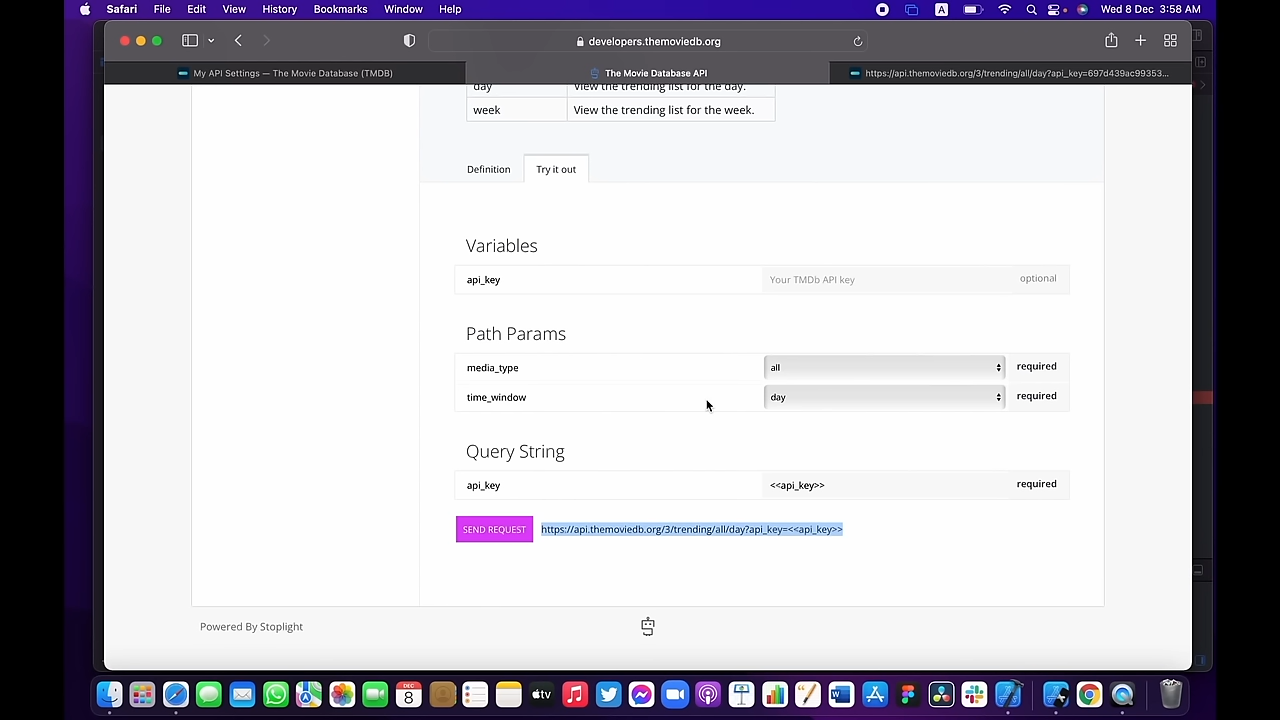 Safari File Edit View History Bookmarks Window Help A Wed 8 Dec 3:58 AM
developers.themoviedb.org
My API Settings — The Movie Database (TMDB) The Movie Database API https://api.themoviedb.org/3/trending/all/day?api_key=697d439ac99353...
day View the trending list for the day.
week View the trending list for the week.
Definition Try it out
Variables
api_key Your TMDb API key optional
Path Params
media_type all required
time_window day required
Query String
api_key <<api_key>> required
SEND REQUEST https://api.themoviedb.org/3/trending/all/day?api_key=<<api_key>>
Powered By Stoplight
DEC
8
tv